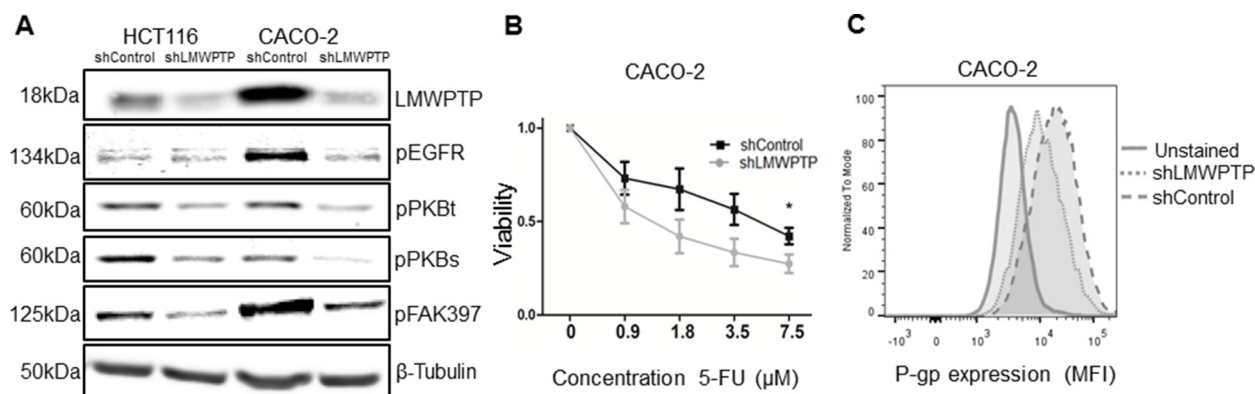 A
HCT116 CACO-2
shControl shLMWPTP shControl shLMWPTP
18kDa LMWPTP
134kDa pEGFR
60kDa pPKBt
60kDa pPKBs
125kDa pFAK397
50kDa β-Tubulin
B
CACO-2
1.0
0.5
0.0
Viability
shControl
shLMWPTP
*
0 0.9 1.8 3.5 7.5
Concentration 5-FU (µM)
C
CACO-2
100
80
60
40
20
0
Normalized To Mode
Unstained
shLMWPTP
shControl
-10³ 0 10³ 10⁴ 10⁵
P-gp expression (MFI)